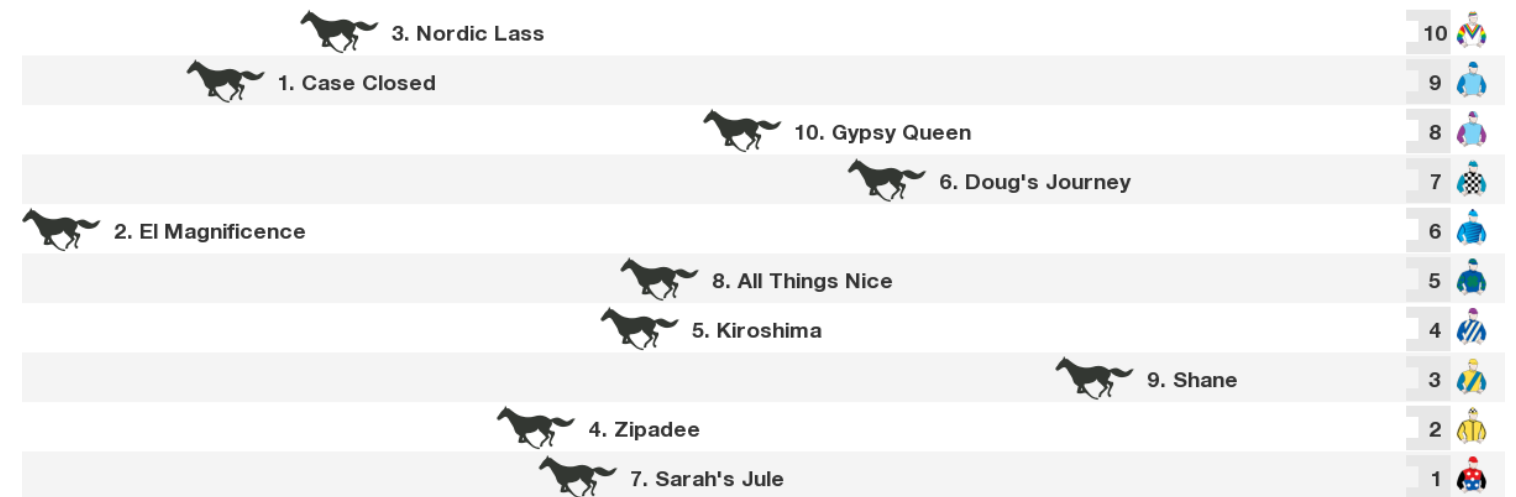 3. Nordic Lass 10
1. Case Closed 9
10. Gypsy Queen 8
6. Doug's Journey 7
2. El Magnificence 6
8. All Things Nice 5
5. Kiroshima 4
9. Shane 3
4. Zipadee 2
7. Sarah's Jule 1